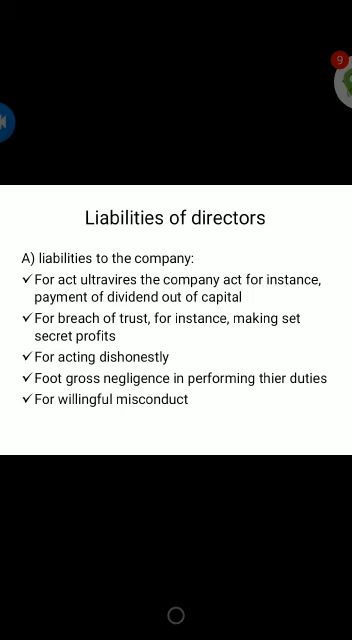 9
Liabilities of directors
A) liabilities to the company:
✓For act ultravires the company act for instance,
payment of dividend out of capital
✓For breach of trust, for instance, making set
secret profits
✓For acting dishonestly
✓Foot gross negligence in performing thier duties
✓For willingful misconduct